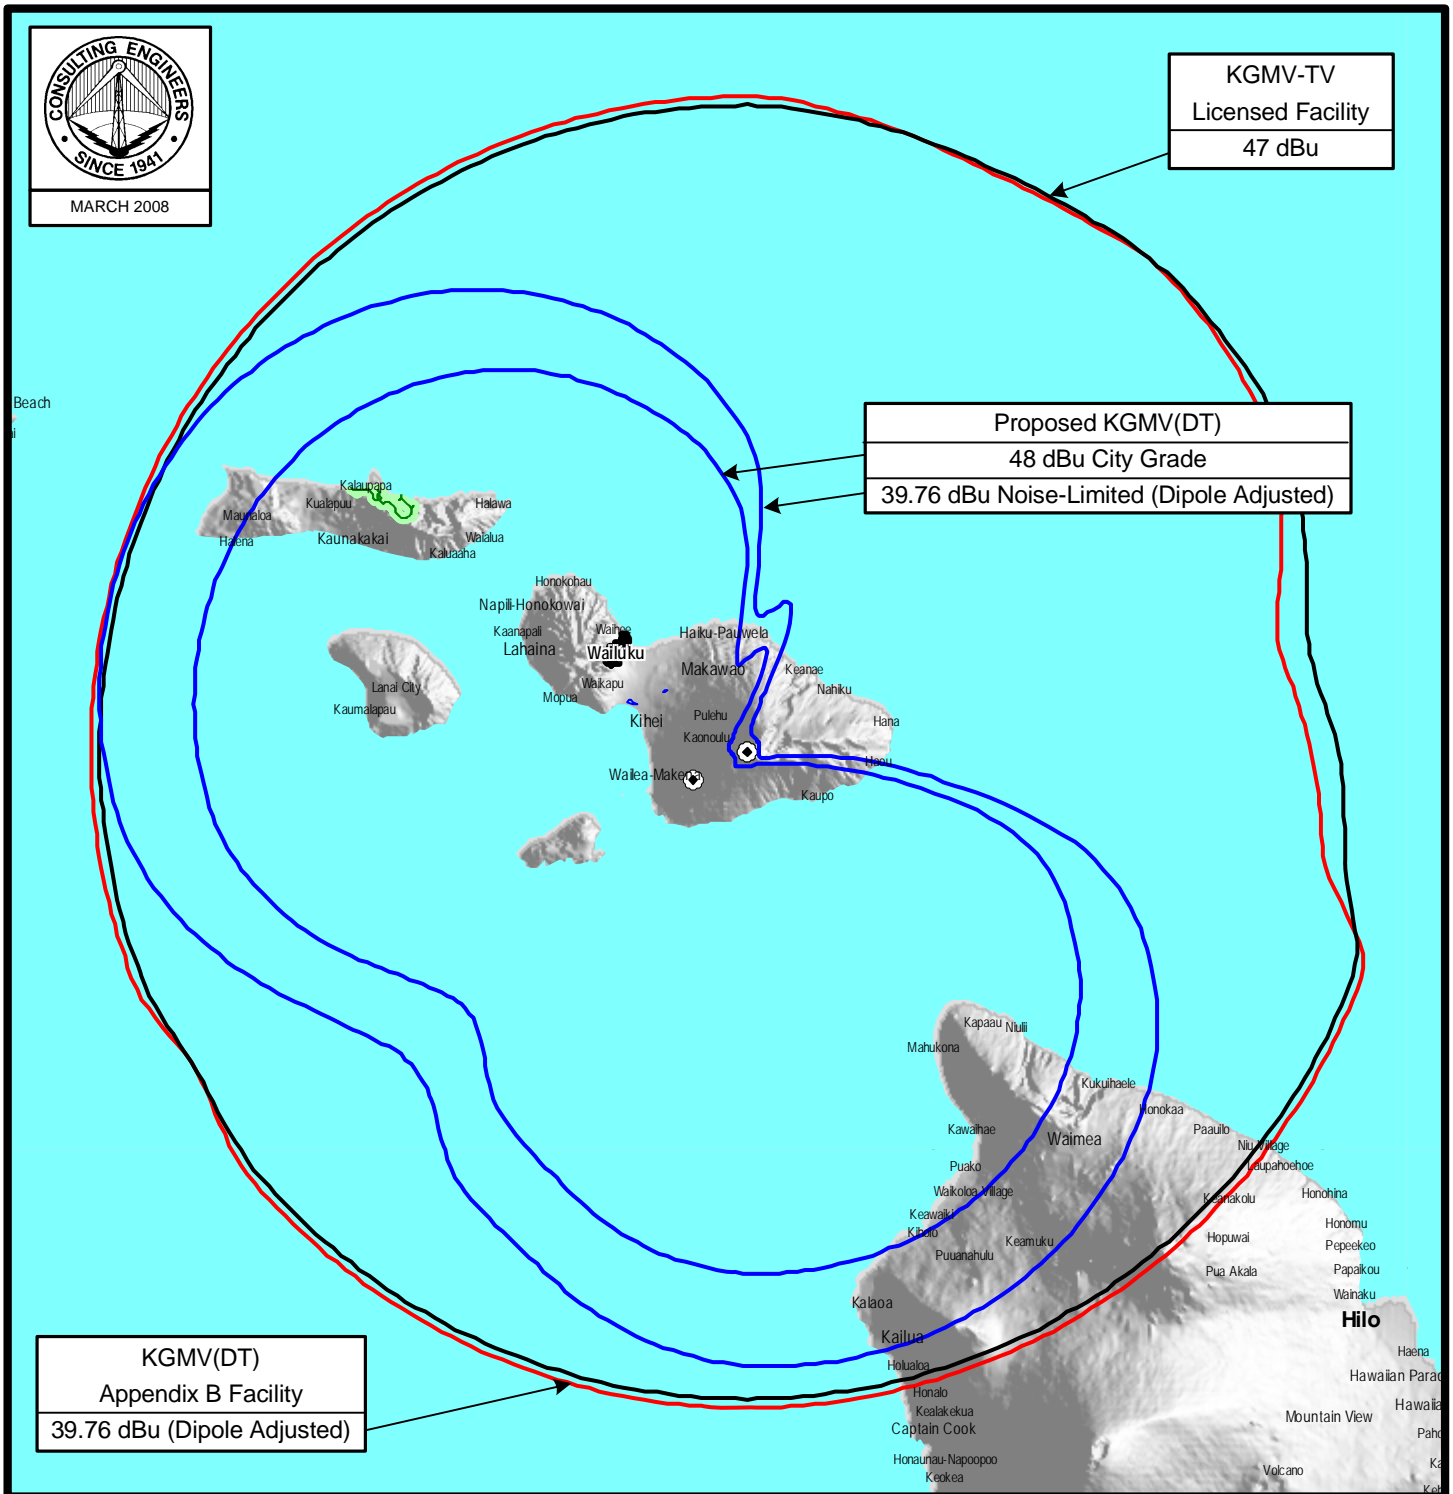 CONSULTING ENGINEERS
SINCE 1941
MARCH 2008
KGMV-TV
Licensed Facility
47 dBu
Proposed KGMV(DT)
48 dBu City Grade
39.76 dBu Noise-Limited (Dipole Adjusted)
Beach
Kalaupapa
Kualapuu
Halawa
Maunaloa
Halena
Kaunakakai
Waialua
Kaluaaha
Honokohau
Napili-Honokowai
Kaanapali
Waihee
Haiku-Pauwela
Lahaina
Wailuku
Makawao
Keanae
Lanai City
Waikapu
Nahiku
Mopua
Kaumalapau
Kihei
Pulehu
Hana
Kaonoulu
Haou
Wailea-Makena
Kaupo
Kapaau
Niulii
Mahukona
Kukuihaele
Honokaa
Kawaihae
Waimea
Paauilo
Niu Village
Puako
Laupahoehoe
Waikoloa Village
Keanakolu
Honohina
Keawaiki
Kiholo
Honomu
Keamuku
Hopuwai
Pepeekeo
Puuanahulu
Pua Akala
Papaikou
Wainaku
Kalaoa
Hilo
Kailua
Haena
Holualoa
Hawaiian Parad
Honalo
Kealakekua
Hawaiia
Mountain View
Captain Cook
Paho
Honaunau-Napoopoo
Volcano
Keokea
KGMV(DT)
Appendix B Facility
39.76 dBu (Dipole Adjusted)